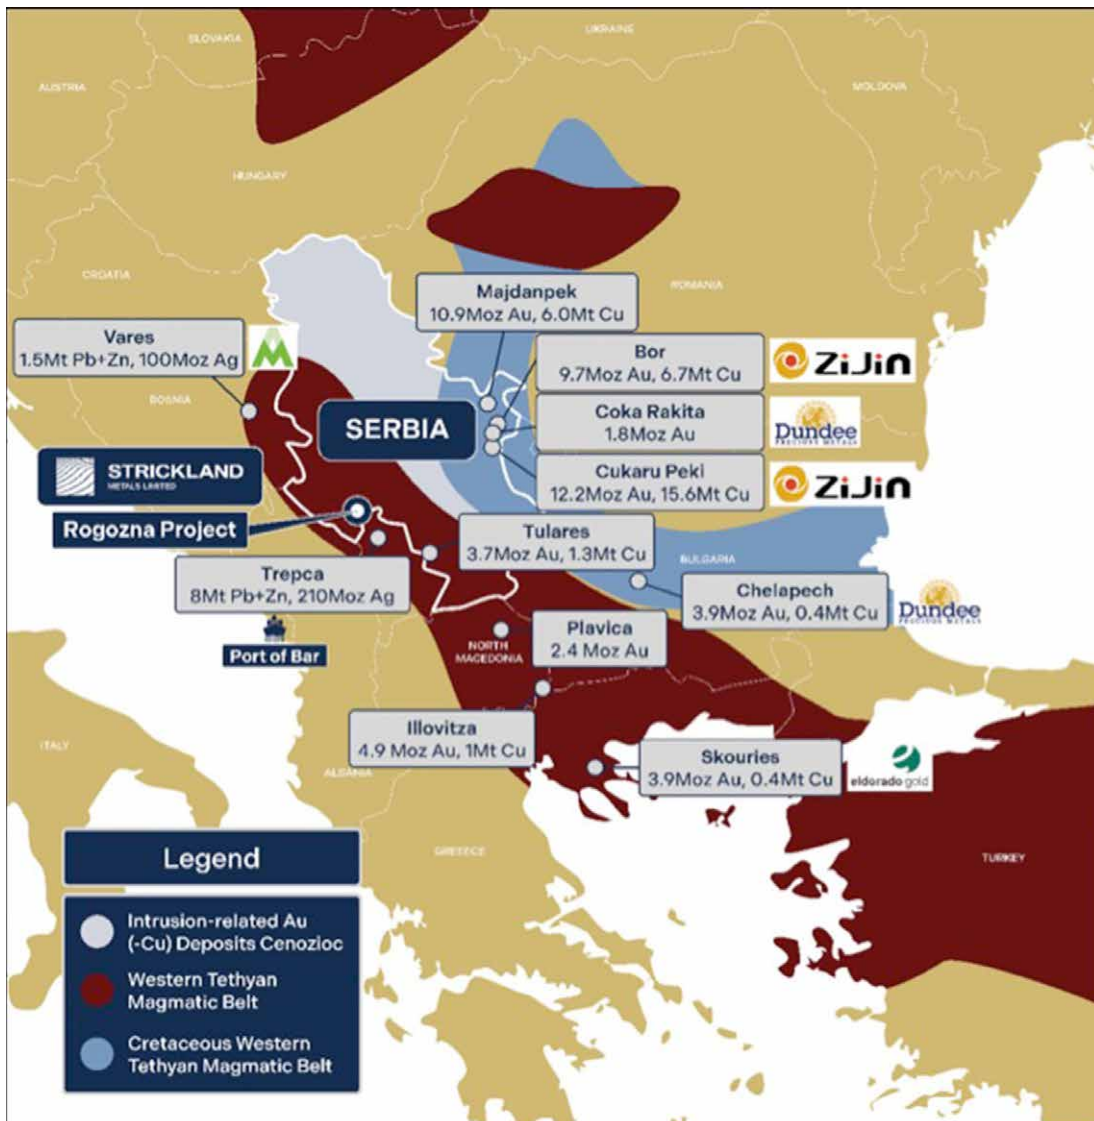 SLOVAKIA
UKRAINE
AUSTRIA
MOLDOVA
HUNGARY
CROATIA
ROMANIA
Majdanpek
10.9Moz Au, 6.0Mt Cu
Vares
1.5Mt Pb+Zn, 100Moz Ag
Bor
9.7Moz Au, 6.7Mt Cu
ZiJin
BOSNIA
SERBIA
Coka Rakita
1.8Moz Au
Dundee
PRECIOUS METALS
STRICKLAND
METALS LIMITED
Cukaru Peki
12.2Moz Au, 15.6Mt Cu
ZiJin
Rogozna Project
Tulares
3.7Moz Au, 1.3Mt Cu
BULGARIA
Trepca
8Mt Pb+Zn, 210Moz Ag
Chelapech
3.9Moz Au, 0.4Mt Cu
Dundee
PRECIOUS METALS
Port of Bar
NORTH
MACEDONIA
Plavica
2.4 Moz Au
Illovitza
4.9 Moz Au, 1Mt Cu
ITALY
ALBANIA
Skouries
3.9Moz Au, 0.4Mt Cu
eldorado gold
GREECE
TURKEY
Legend
Intrusion-related Au
(-Cu) Deposits Cenozioc
Western Tethyan
Magmatic Belt
Cretaceous Western
Tethyan Magmatic Belt